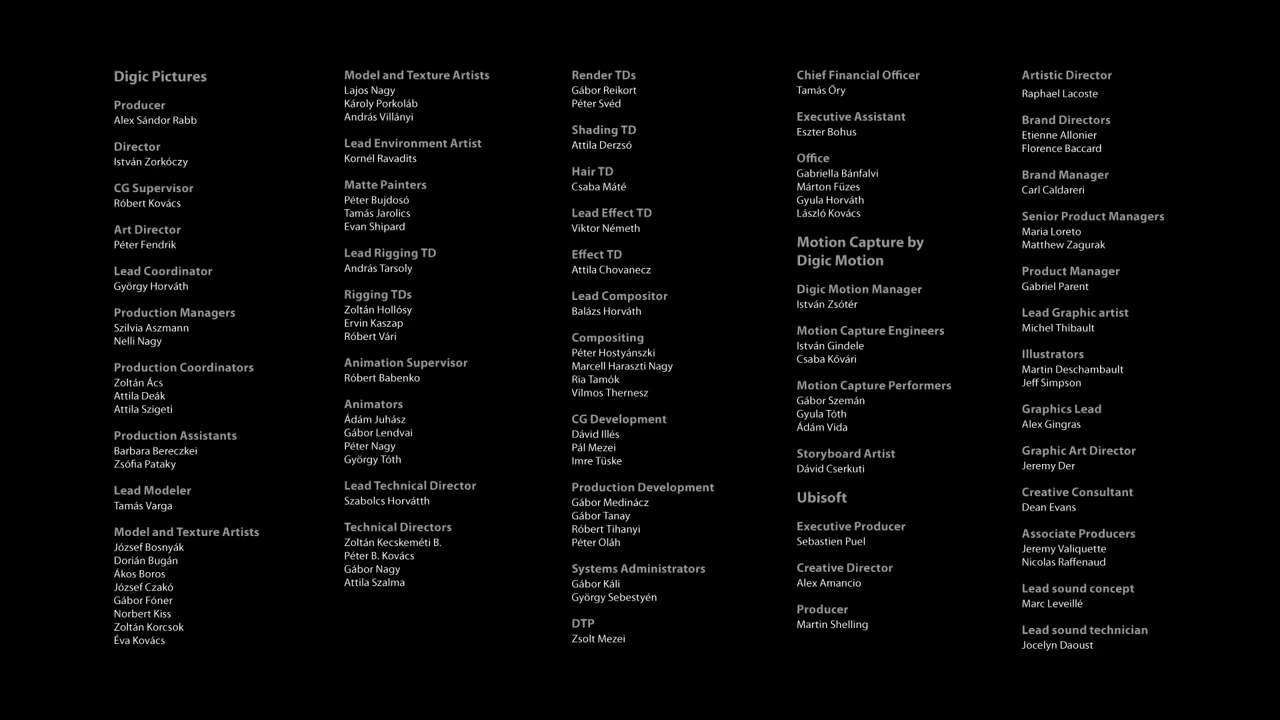 Digic Pictures
Producer
Alex Sándor Rabb
Director
István Zorkóczy
CG Supervisor
Róbert Kovács
Art Director
Péter Fendrik
Lead Coordinator
György Horváth
Production Managers
Szilvia Aszmann
Nelli Nagy
Production Coordinators
Zoltán Ács
Attila Deák
Attila Szigeti
Production Assistants
Barbara Bereczkei
Zsófia Pataky
Lead Modeler
Tamás Varga
Model and Texture Artists
József Bosnyák
Dorián Bugán
Ákos Boros
József Czakó
Gábor Fóner
Norbert Kiss
Zoltán Korcsok
Éva Kovács
Model and Texture Artists
Lajos Nagy
Károly Porkoláb
András Villányi
Lead Environment Artist
Kornél Ravadits
Matte Painters
Péter Bujdosó
Tamás Jarolics
Evan Shipard
Lead Rigging TD
András Tarsoly
Rigging TDs
Zoltán Hollósy
Ervin Kaszap
Róbert Vári
Animation Supervisor
Róbert Babenko
Animators
Ádám Juhász
Gábor Lendvai
Péter Nagy
György Tóth
Lead Technical Director
Szabolcs Horvátth
Technical Directors
Zoltán Kecskeméti B.
Péter B. Kovács
Gábor Nagy
Attila Szalma
Render TDs
Gábor Reikort
Péter Svéd
Shading TD
Attila Derzsó
Hair TD
Csaba Máté
Lead Effect TD
Viktor Németh
Effect TD
Attila Chovanecz
Lead Compositor
Balázs Horváth
Compositing
Péter Hostyánszki
Marcell Haraszti Nagy
Ria Tamók
Vilmos Thernesz
CG Development
Dávid Illés
Pál Mezei
Imre Tüske
Production Development
Gábor Medinácz
Gábor Tanay
Róbert Tihanyi
Péter Oláh
Systems Administrators
Gábor Káli
György Sebestyén
DTP
Zsolt Mezei
Chief Financial Officer
Tamás Őry
Executive Assistant
Eszter Bohus
Office
Gabriella Bánfalvi
Márton Füzes
Gyula Horváth
László Kovács
Motion Capture by
Digic Motion
Digic Motion Manager
István Zsótér
Motion Capture Engineers
István Gindele
Csaba Kővári
Motion Capture Performers
Gábor Szemán
Gyula Tóth
Ádám Vida
Storyboard Artist
Dávid Cserkuti
Ubisoft
Executive Producer
Sebastien Puel
Creative Director
Alex Amancio
Producer
Martin Shelling
Artistic Director
Raphael Lacoste
Brand Directors
Etienne Allonier
Florence Baccard
Brand Manager
Carl Caldareri
Senior Product Managers
Maria Loreto
Matthew Zagurak
Product Manager
Gabriel Parent
Lead Graphic artist
Michel Thibault
Illustrators
Martin Deschambault
Jeff Simpson
Graphics Lead
Alex Gingras
Graphic Art Director
Jeremy Der
Creative Consultant
Dean Evans
Associate Producers
Jeremy Valiquette
Nicolas Raffenaud
Lead sound concept
Marc Leveillé
Lead sound technician
Jocelyn Daoust